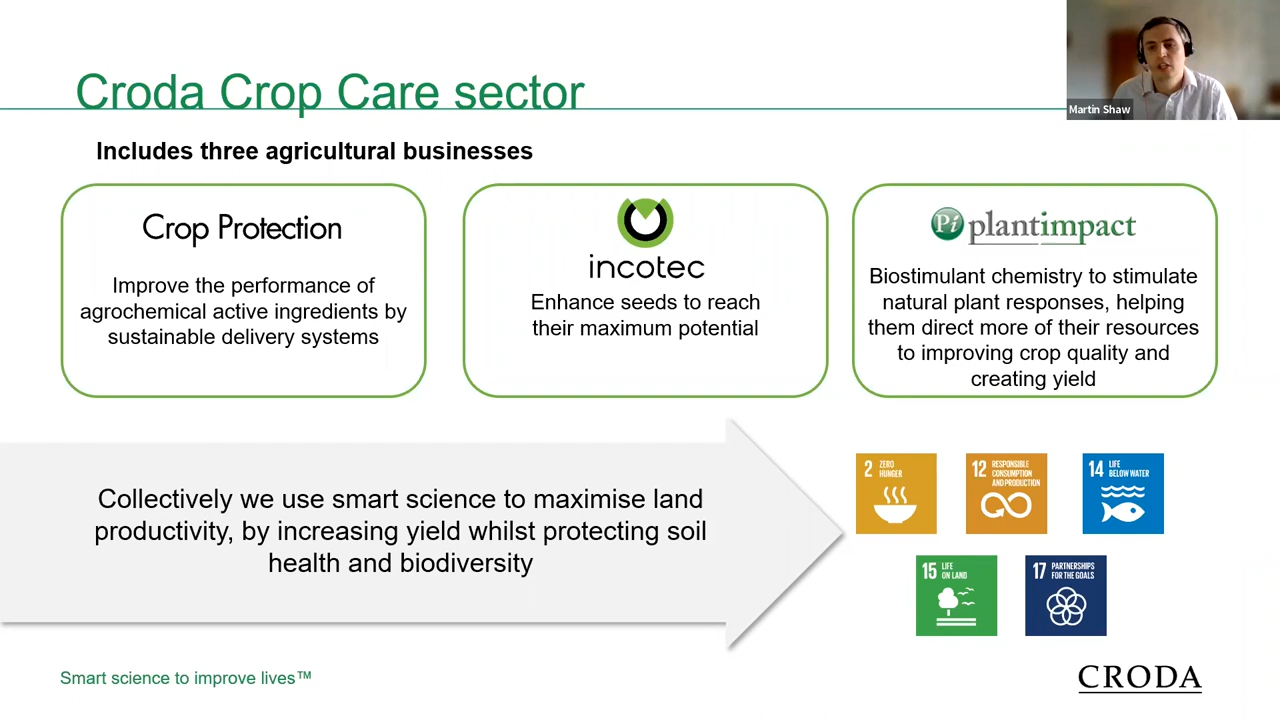 Croda Crop Care sector
Martin Shaw
Includes three agricultural businesses
Crop Protection
Improve the performance of
agrochemical active ingredients by
sustainable delivery systems
incotec
Enhance seeds to reach
their maximum potential
Pi plantimpact
Biostimulant chemistry to stimulate
natural plant responses, helping
them direct more of their resources
to improving crop quality and
creating yield
Collectively we use smart science to maximise land
productivity, by increasing yield whilst protecting soil
health and biodiversity
2 ZERO
HUNGER
12 RESPONSIBLE
CONSUMPTION
AND PRODUCTION
14 LIFE
BELOW WATER
15 LIFE
ON LAND
17 PARTNERSHIPS
FOR THE GOALS
Smart science to improve lives™
CRODA